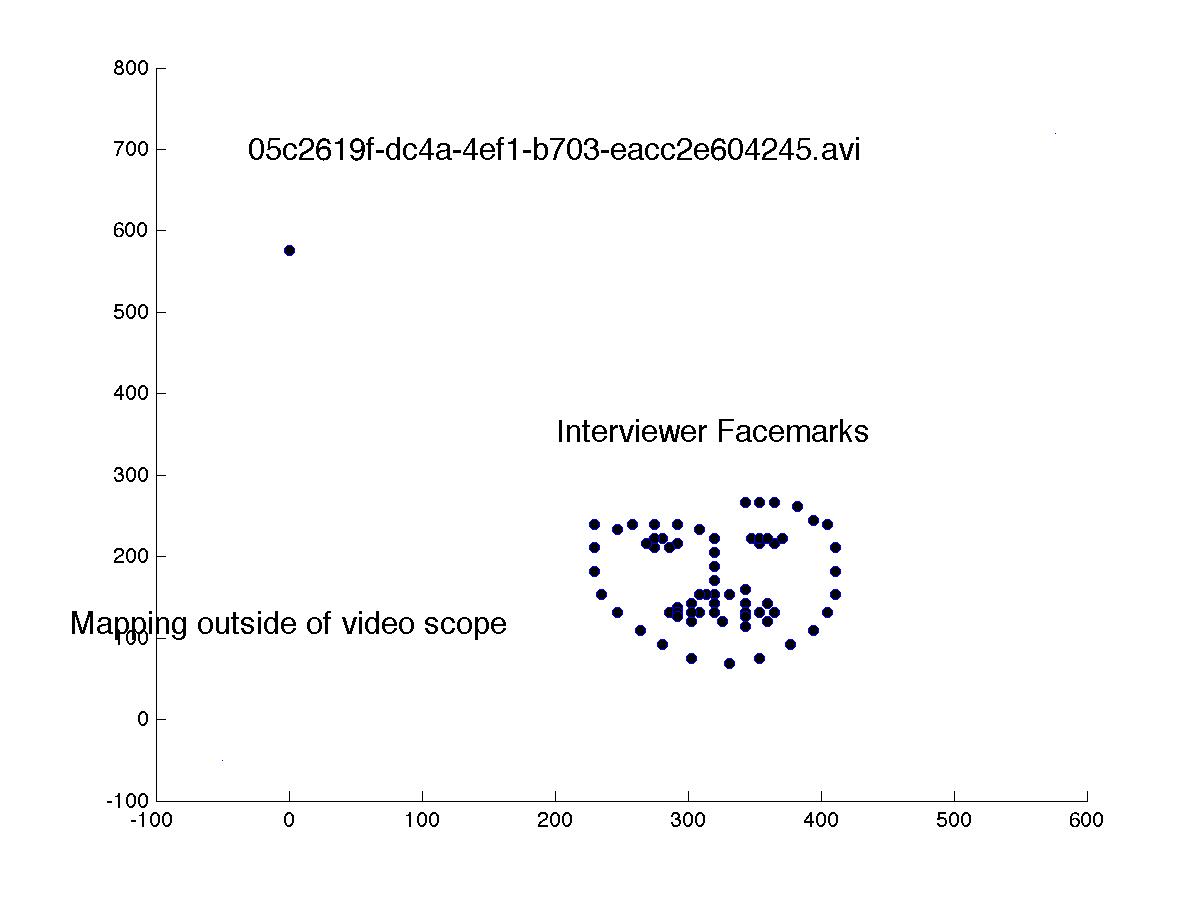 800
700
05c2619f-dc4a-4ef1-b703-eacc2e604245.avi
600
500
400
Interviewer Facemarks
300
200
Mapping outside of video scope
100
0
-100
-100 0 100 200 300 400 500 600